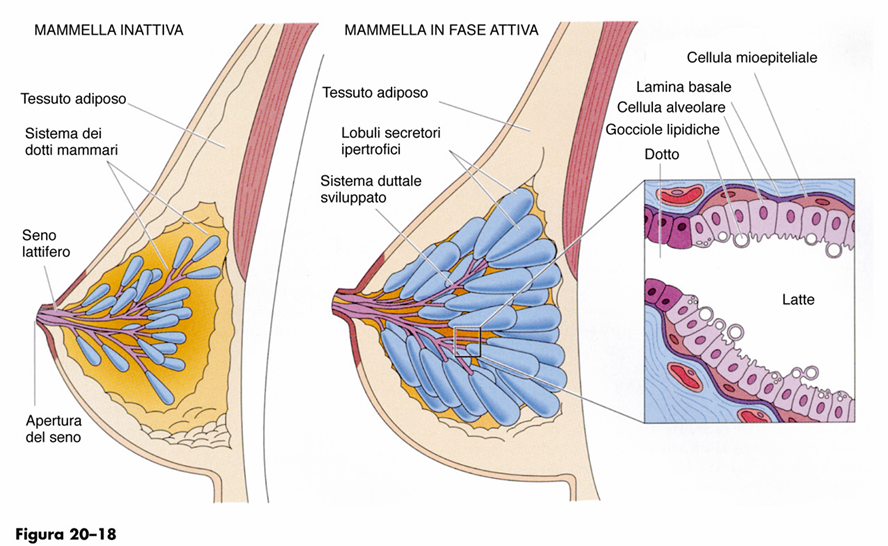 MAMMELLA INATTIVA
Tessuto adiposo
Sistema dei
dotti mammari
Seno
lattifero
Apertura
del seno
MAMMELLA IN FASE ATTIVA
Tessuto adiposo
Lobuli secretori
ipertrofici
Sistema duttale
sviluppato
Cellula mioepiteliale
Lamina basale
Cellula alveolare
Gocciole lipidiche
Dotto
Latte
Figura 20–18